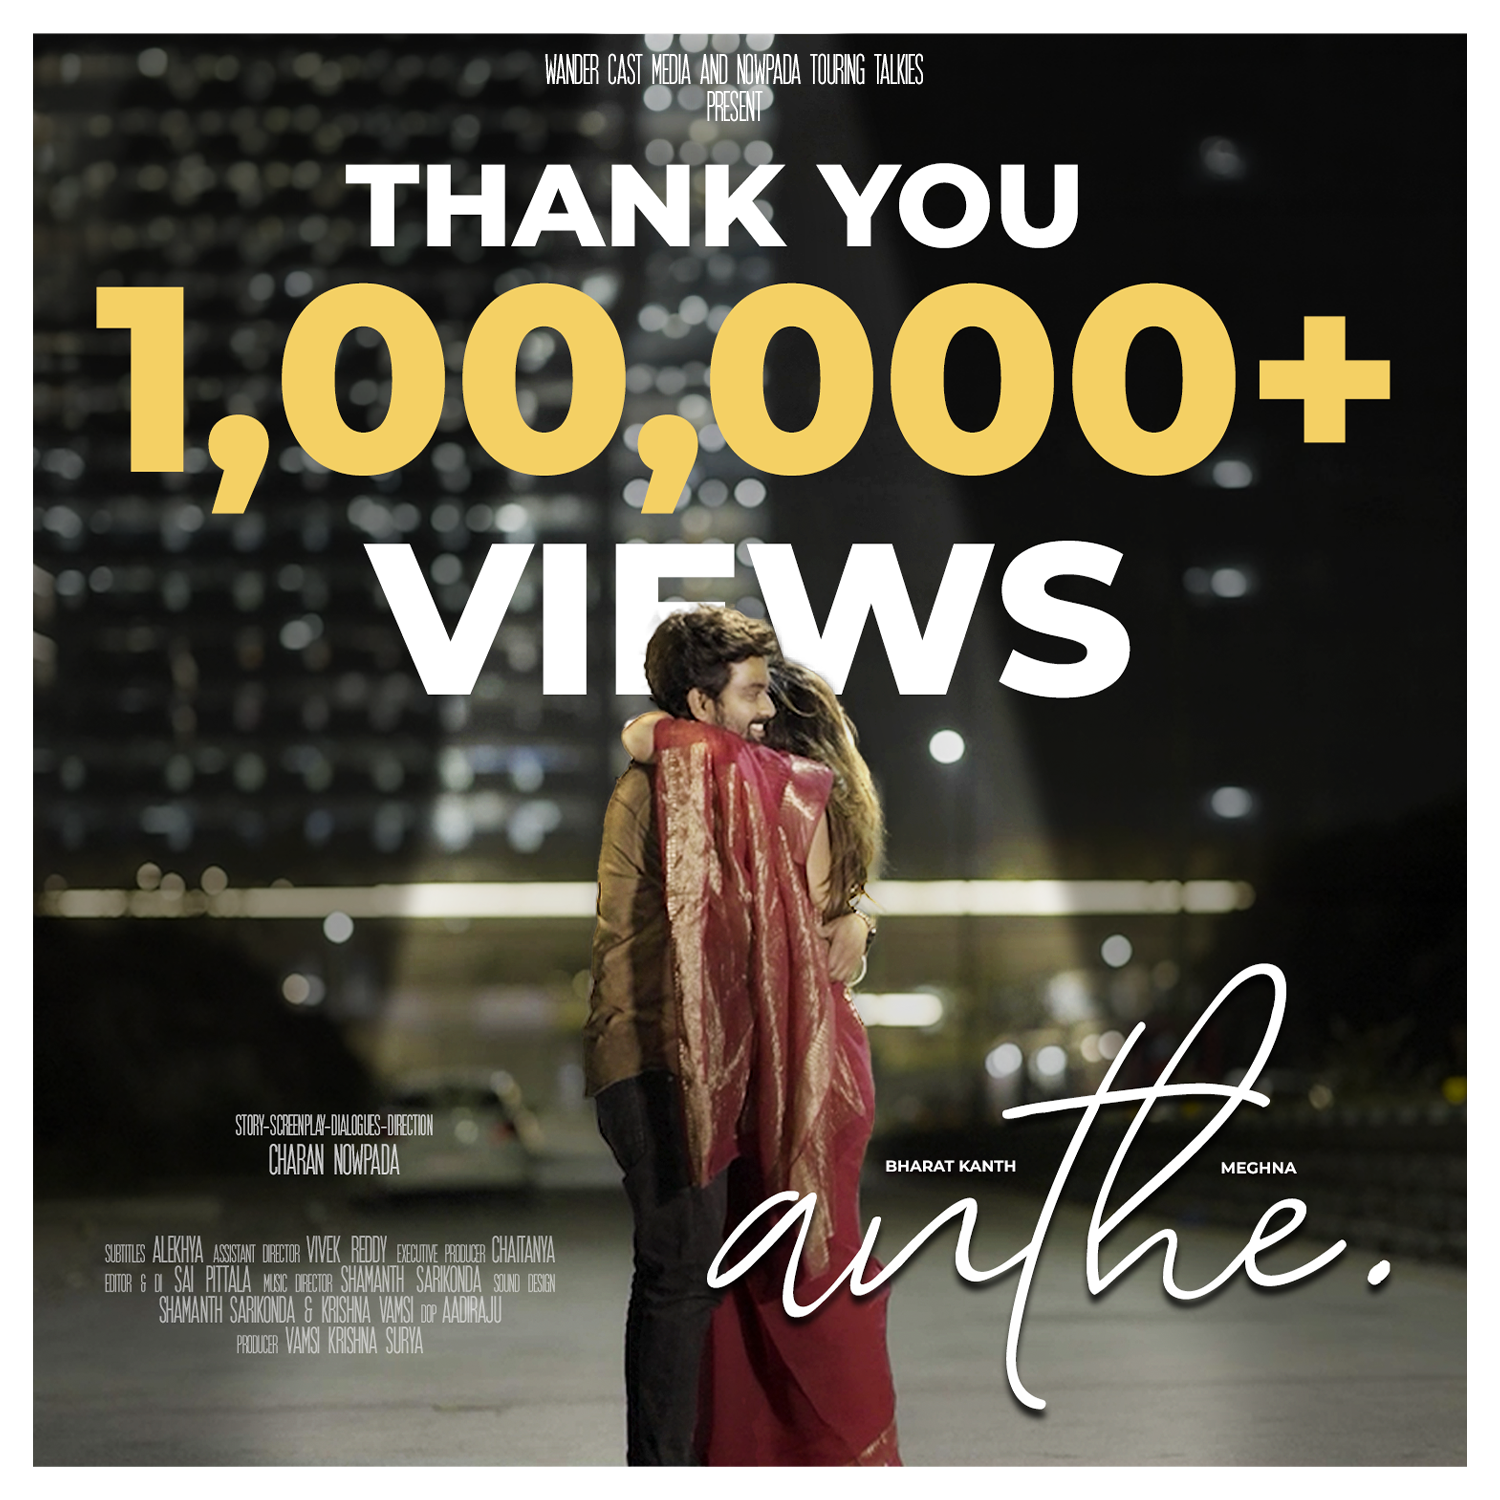 WANDER CAST MEDIA AND NOWPADA TOURING TALKIES
PRESENT
THANK YOU
1,00,000+
VIEWS
STORY-SCREENPLAY-DIALOGUES-DIRECTION
CHARAN NOWPADA
BHARAT KANTH
MEGHNA
anthe.
SUBTITLES ALEKHYA ASSISTANT DIRECTOR VIVEK REDDY EXECUTIVE PRODUCER CHAITANYA
EDITOR & DI SAI PITTALA MUSIC DIRECTOR SHAMANTH SARIKONDA SOUND DESIGN
SHAMANTH SARIKONDA & KRISHNA VAMSI DOP AADIRAJU
PRODUCER VAMSI KRISHNA SURYA